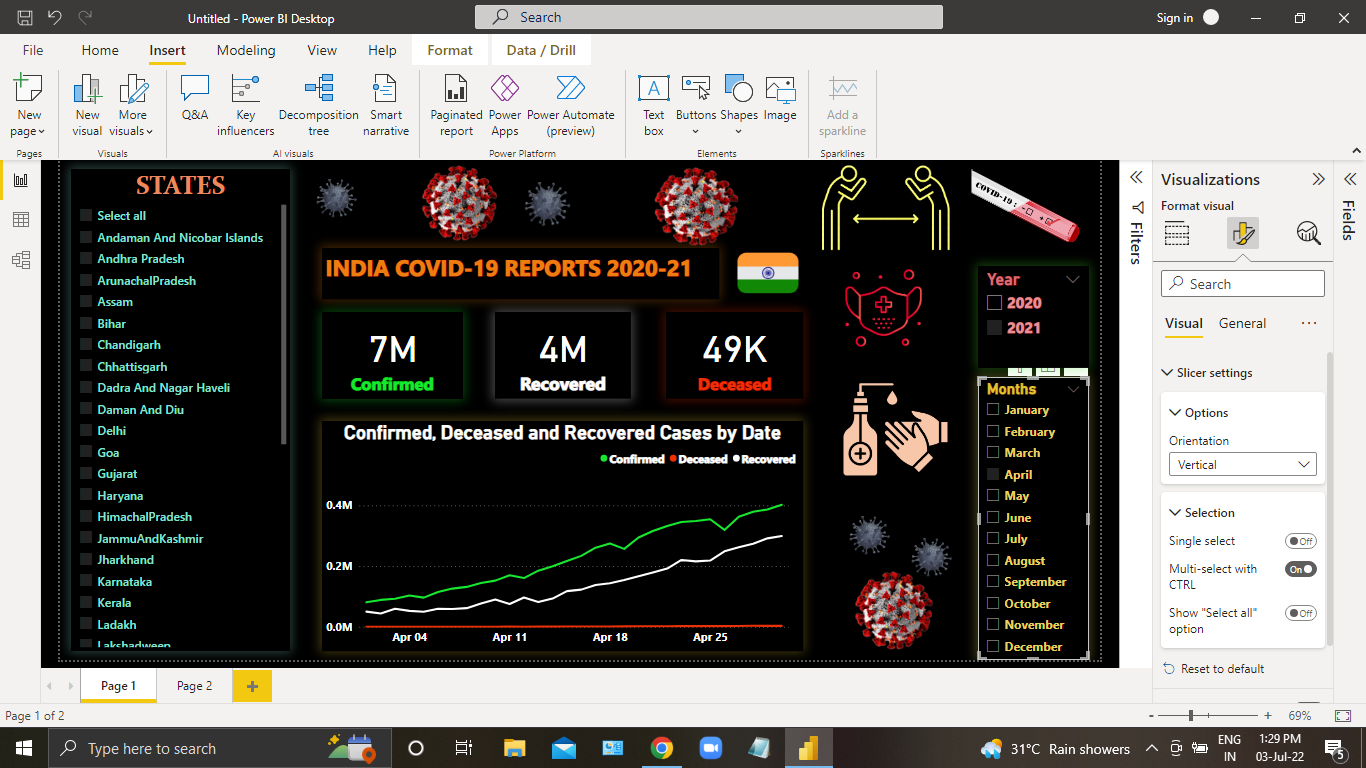 Untitled - Power BI Desktop
Search
Sign in
File
Home
Insert
Modeling
View
Help
Format
Data / Drill
New page
New visual
More visuals
Q&A
Key influencers
Decomposition tree
Smart narrative
Paginated report
Power Apps
Power Automate (preview)
Text box
Buttons
Shapes
Image
Add a sparkline
Pages
Visuals
AI visuals
Power Platform
Elements
Sparklines
STATES
Select all
Andaman And Nicobar Islands
Andhra Pradesh
ArunachalPradesh
Assam
Bihar
Chandigarh
Chhattisgarh
Dadra And Nagar Haveli
Daman And Diu
Delhi
Goa
Gujarat
Haryana
HimachalPradesh
JammuAndKashmir
Jharkhand
Karnataka
Kerala
Ladakh
Lakshadweep
COVID-19:
INDIA COVID-19 REPORTS 2020-21
7M
Confirmed
4M
Recovered
49K
Deceased
Confirmed, Deceased and Recovered Cases by Date
Confirmed
Deceased
Recovered
0.4M
0.2M
0.0M
Apr 04
Apr 11
Apr 18
Apr 25
Year
2020
2021
Months
January
February
March
April
May
June
July
August
September
October
November
December
Filters
Visualizations
Format visual
Search
Visual
General
Slicer settings
Options
Orientation
Vertical
Selection
Single select
Off
Multi-select with
CTRL
On
Show "Select all"
option
Off
Reset to default
Fields
Page 1
Page 2
Page 1 of 2
69%
Type here to search
31°C Rain showers
ENG
IN
1:29 PM
03-Jul-22
5